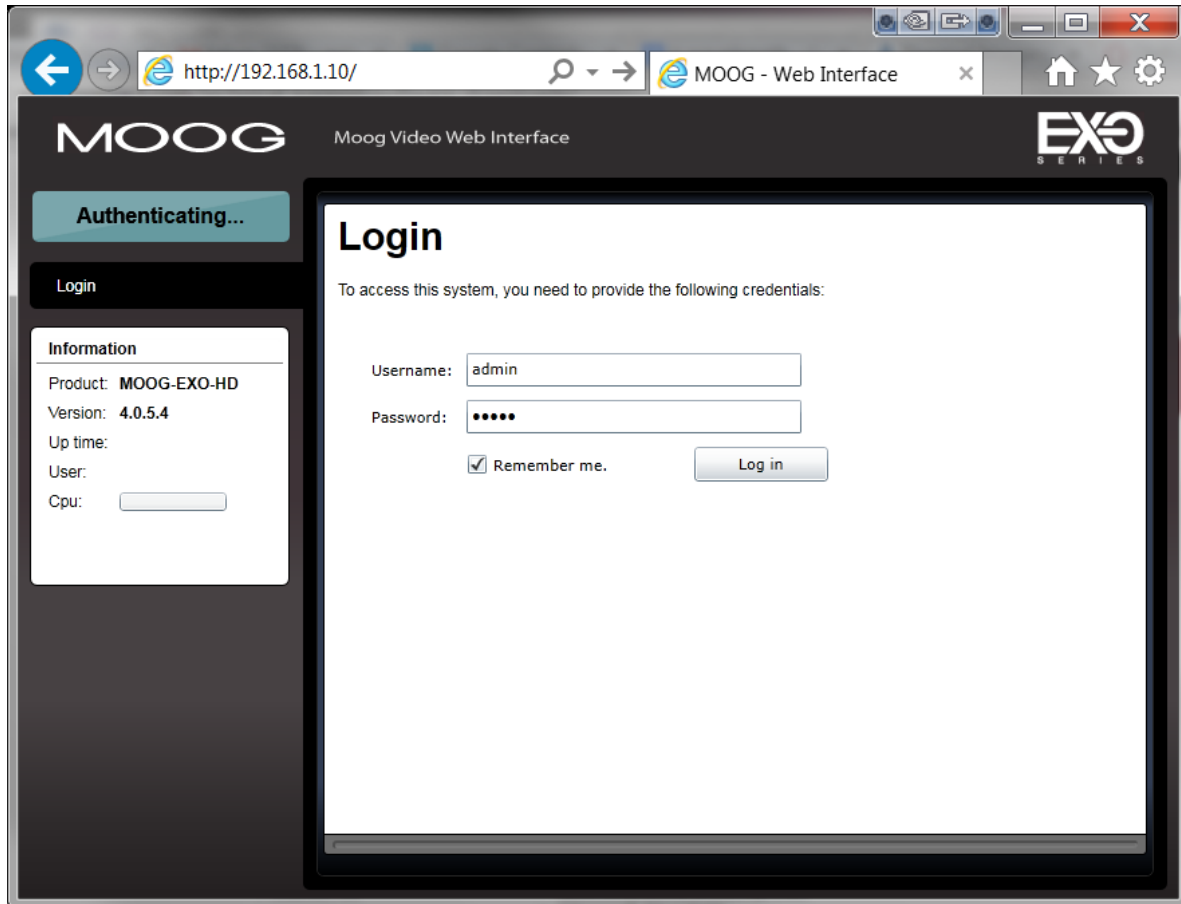 http://192.168.1.10/
MOOG - Web Interface
MOOG
Moog Video Web Interface
EXO
SERIES
Authenticating...
Login
Information
Product: MOOG-EXO-HD
Version: 4.0.5.4
Up time:
User:
Cpu:
Login
To access this system, you need to provide the following credentials:
Username: admin
Password: •••••
Remember me.
Log in